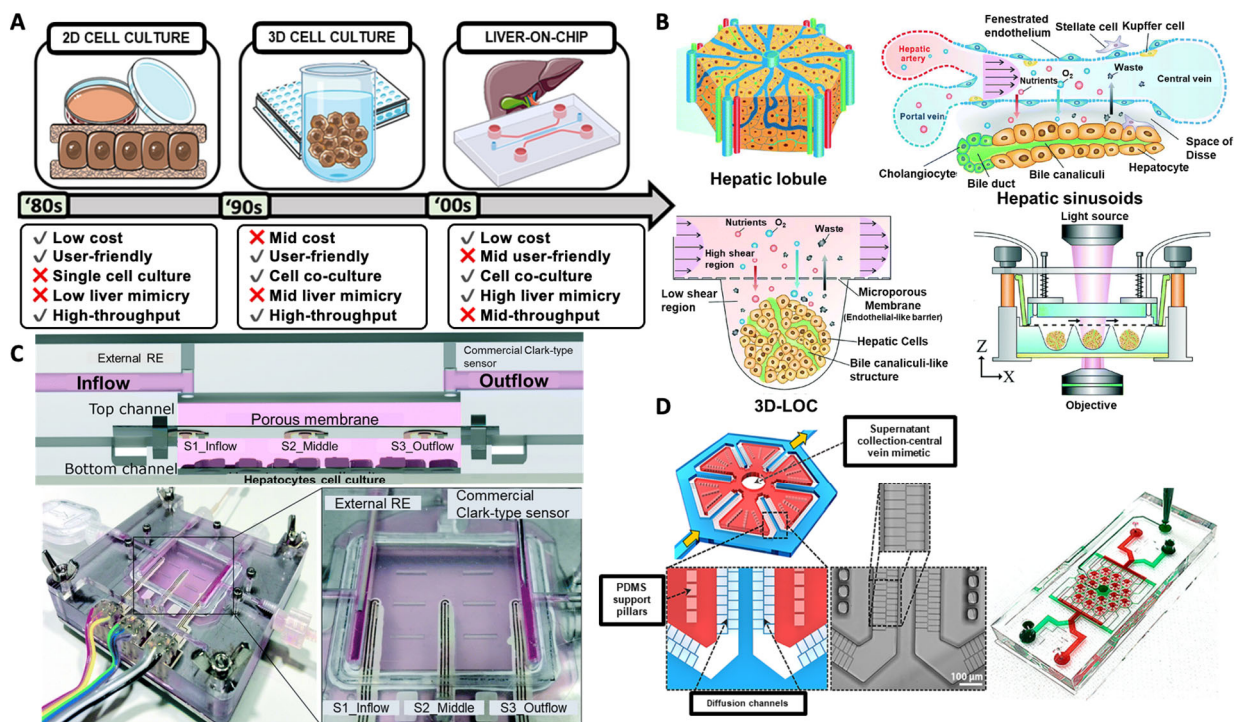 A
2D CELL CULTURE
3D CELL CULTURE
LIVER-ON-CHIP
‘80s
‘90s
‘00s
Low cost
User-friendly
Single cell culture
Low liver mimicry
High-throughput
Mid cost
User-friendly
Cell co-culture
Mid liver mimicry
High-throughput
Low cost
Mid user-friendly
Cell co-culture
High liver mimicry
Mid-throughput
B
Hepatic lobule
Fenestrated
endothelium
Stellate cell
Kupffer cell
Hepatic
artery
Nutrients
O2
Waste
Central vein
Portal vein
Space of
Disse
Cholangiocyte
Bile duct
Bile canaliculi
Hepatocyte
Hepatic sinusoids
Nutrients
O2
Waste
High shear
region
Low shear
region
Microporous
Membrane
(Endothelial-like barrier)
Hepatic Cells
Bile canaliculi-like
structure
3D-LOC
Light source
Z
X
Objective
C
External RE
Commercial Clark-type
sensor
Inflow
Outflow
Top channel
Porous membrane
S1_Inflow
S2_Middle
S3_Outflow
Bottom channel
Hepatocytes cell culture
External RE
Commercial
Clark-type sensor
S1_Inflow
S2_Middle
S3_Outflow
D
Supernatant
collection-central
vein mimetic
PDMS
support
pillars
100 µm
Diffusion channels